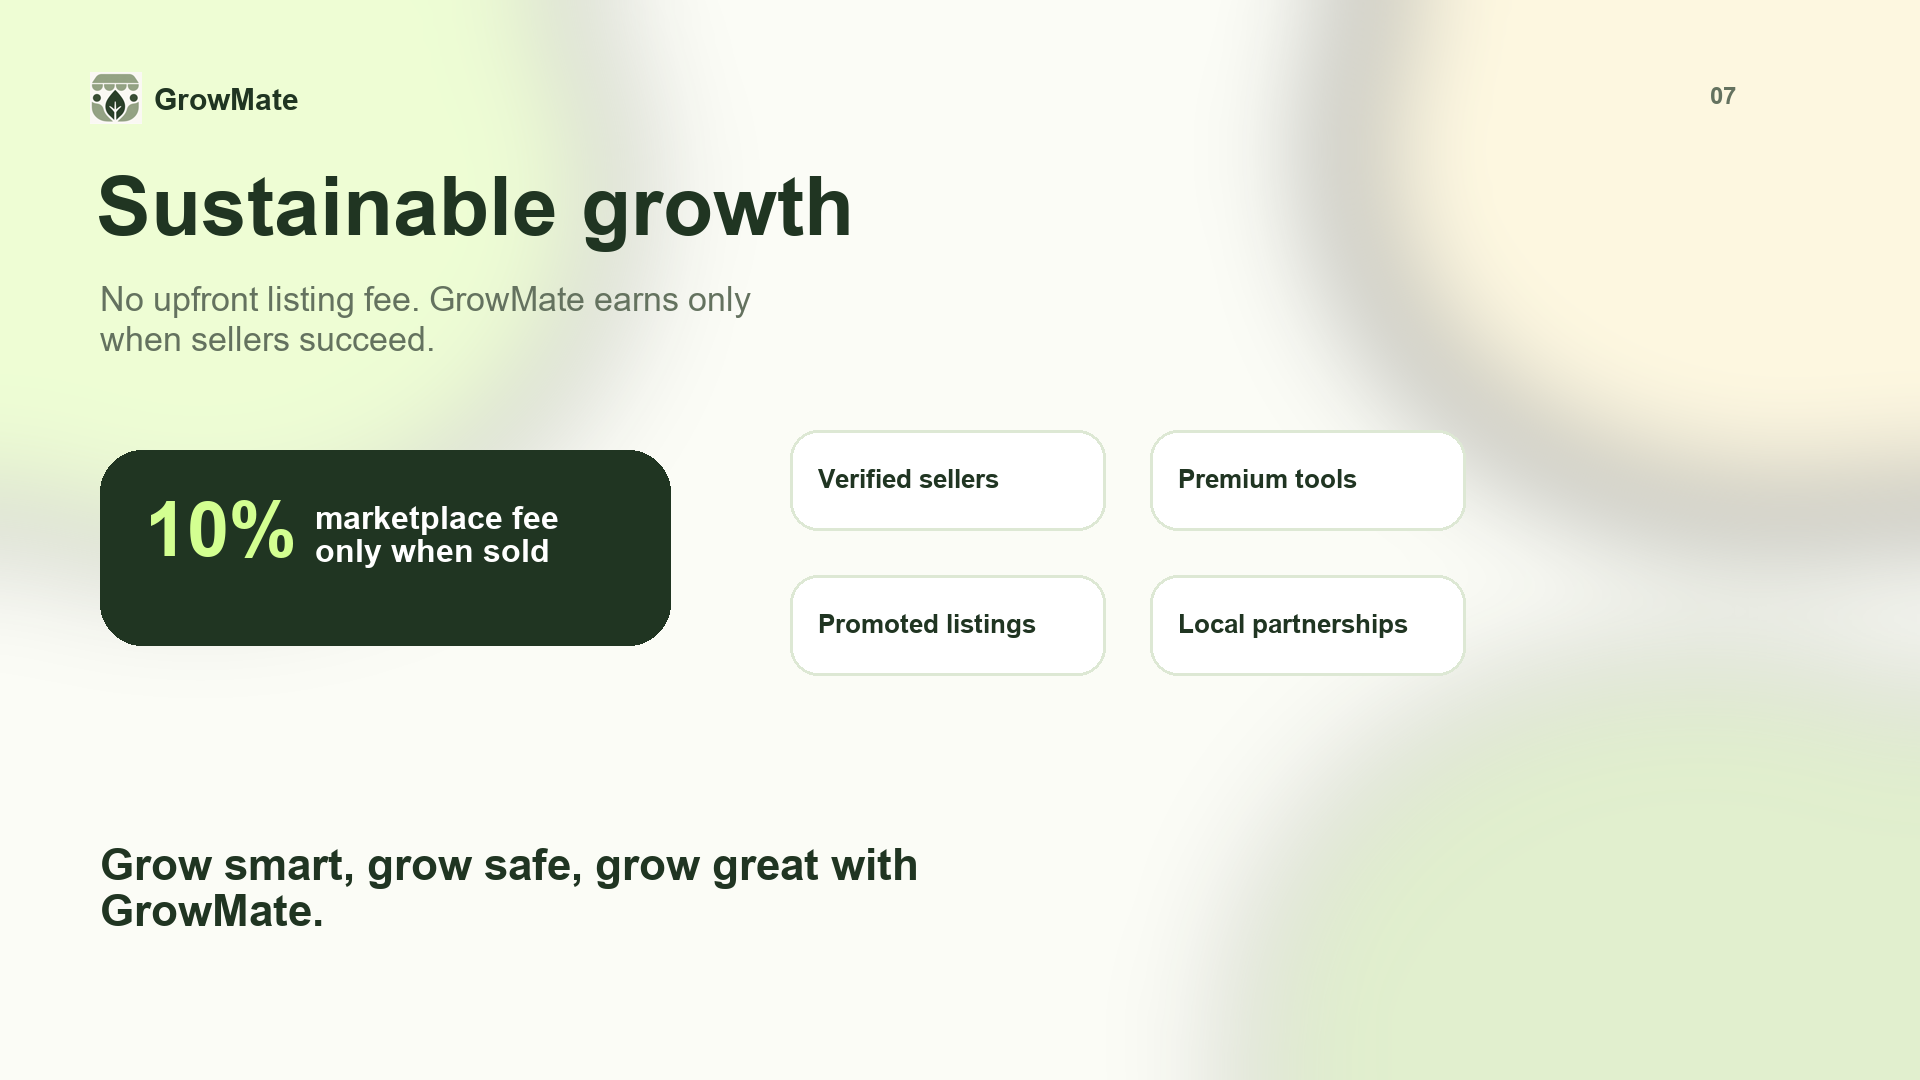 GrowMate
07
Sustainable growth
No upfront listing fee. GrowMate earns only
when sellers succeed.
10%
marketplace fee
only when sold
Verified sellers
Premium tools
Promoted listings
Local partnerships
Grow smart, grow safe, grow great with
GrowMate.